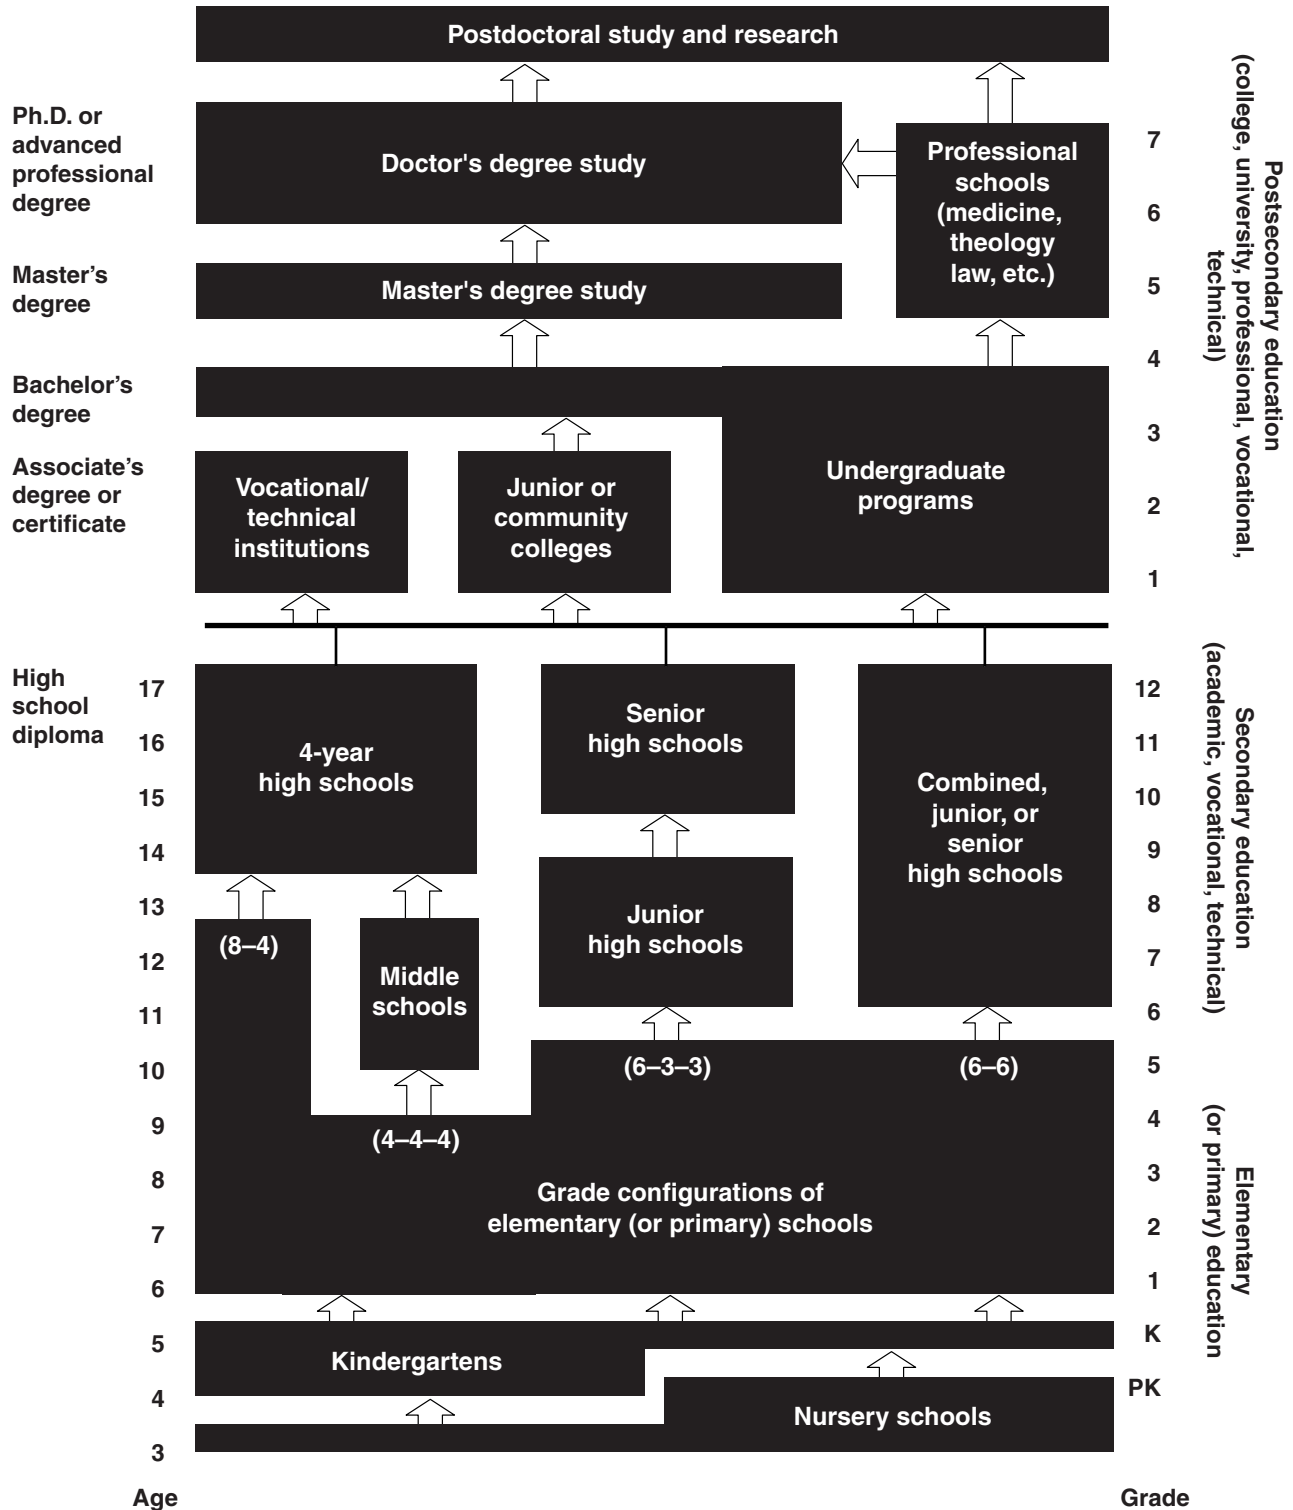 Postdoctoral study and research
Ph.D. or
advanced
professional
degree
Doctor's degree study
Professional
schools
(medicine,
theology
law, etc.)
7
6
5
Master's
degree
Master's degree study
4
Bachelor's
degree
3
Associate's
degree or
certificate
Vocational/
technical
institutions
Junior or
community
colleges
Undergraduate
programs
2
1
Postsecondary education
(college, university, professional, vocational,
technical)
High
school
diploma
17
16
15
14
13
12
11
10
9
8
7
6
5
4
3
Age
4-year
high schools
Senior
high schools
Combined,
junior, or
senior
high schools
Junior
high schools
(8–4)
Middle
schools
(4–4–4)
(6–3–3)
(6–6)
Grade configurations of
elementary (or primary) schools
Kindergartens
Nursery schools
12
11
10
9
8
7
6
5
4
3
2
1
K
PK
Grade
Secondary education
(academic, vocational, technical)
Elementary
(or primary) education